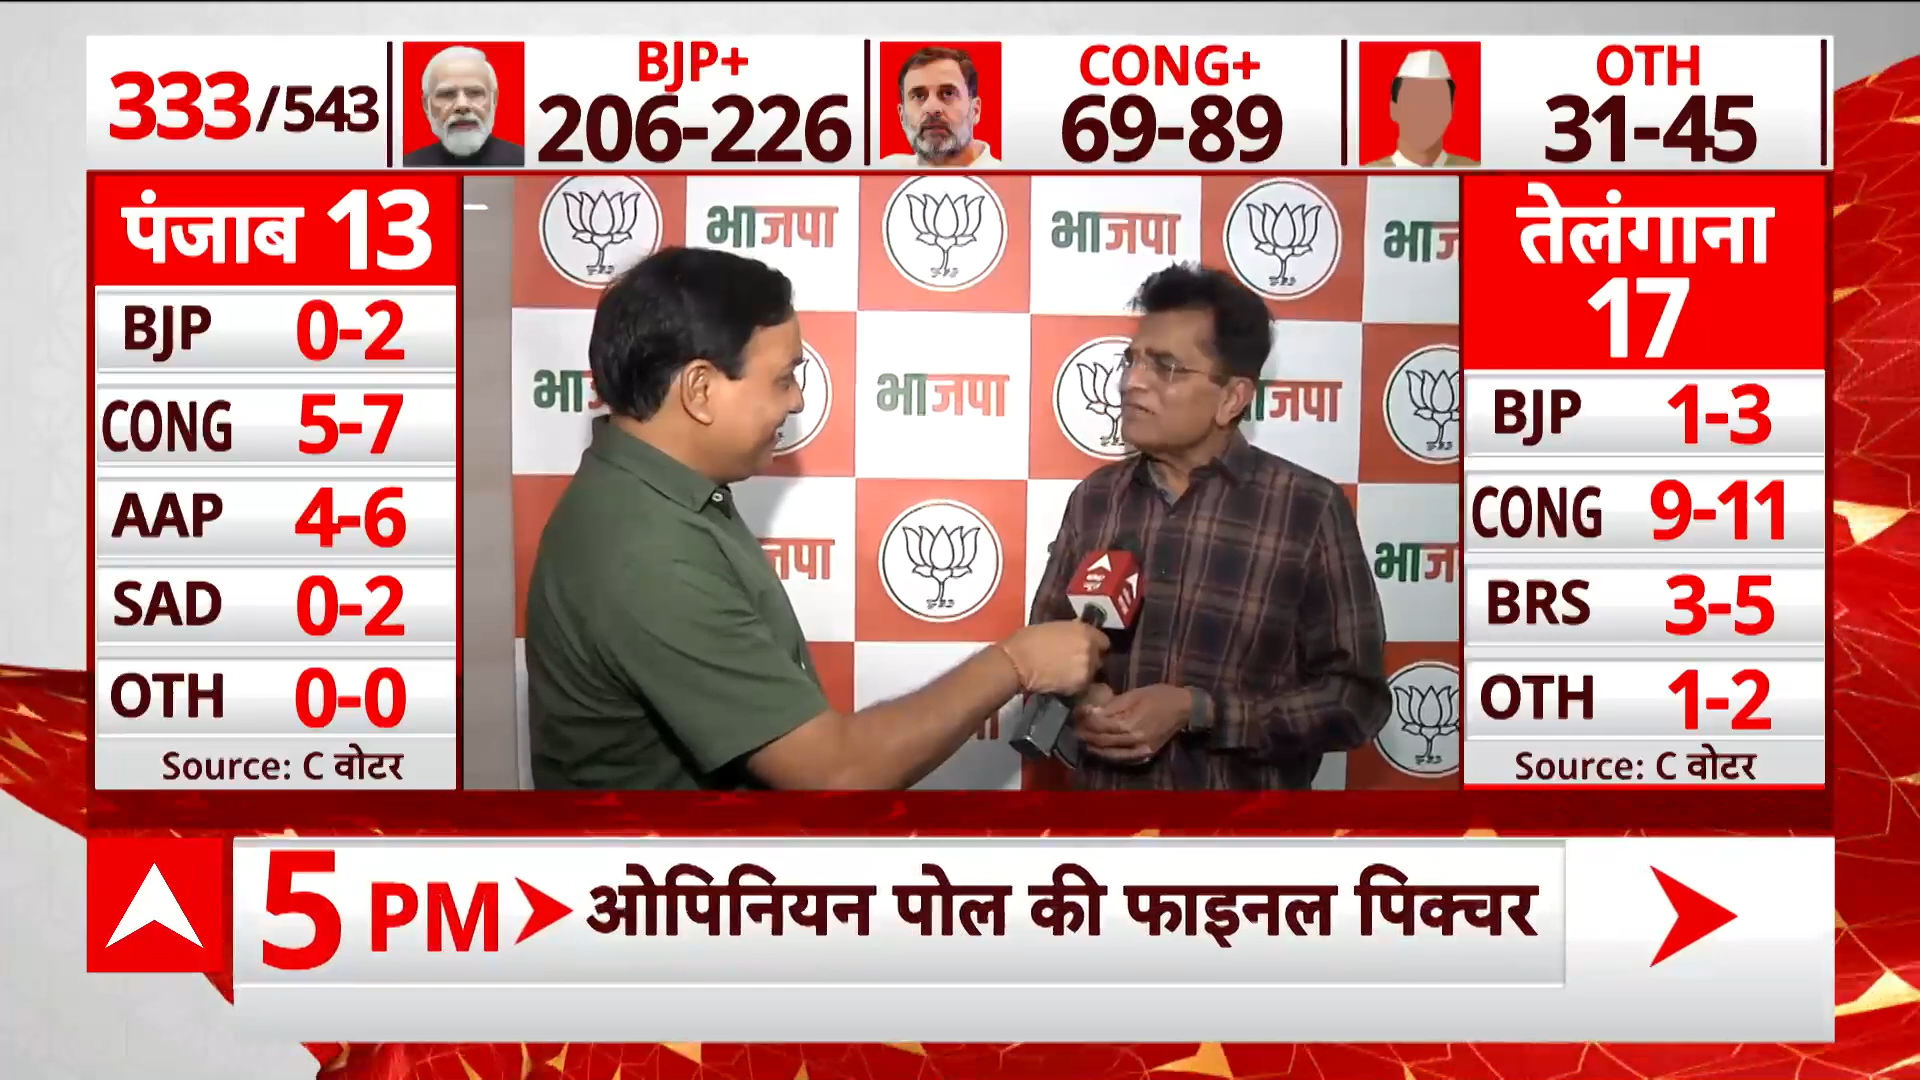 333/543
BJP+
206-226
CONG+
69-89
OTH
31-45
पंजाब 13
BJP 0-2
CONG 5-7
AAP 4-6
SAD 0-2
OTH 0-0
Source: C वोटर
भाजपा
भाजपा
भाज
भा
भाजपा
भाजपा
जपा
भाज
तेलंगाना
17
BJP 1-3
CONG 9-11
BRS 3-5
OTH 1-2
Source: C वोटर
5 PM ओपिनियन पोल की फाइनल पिक्चर